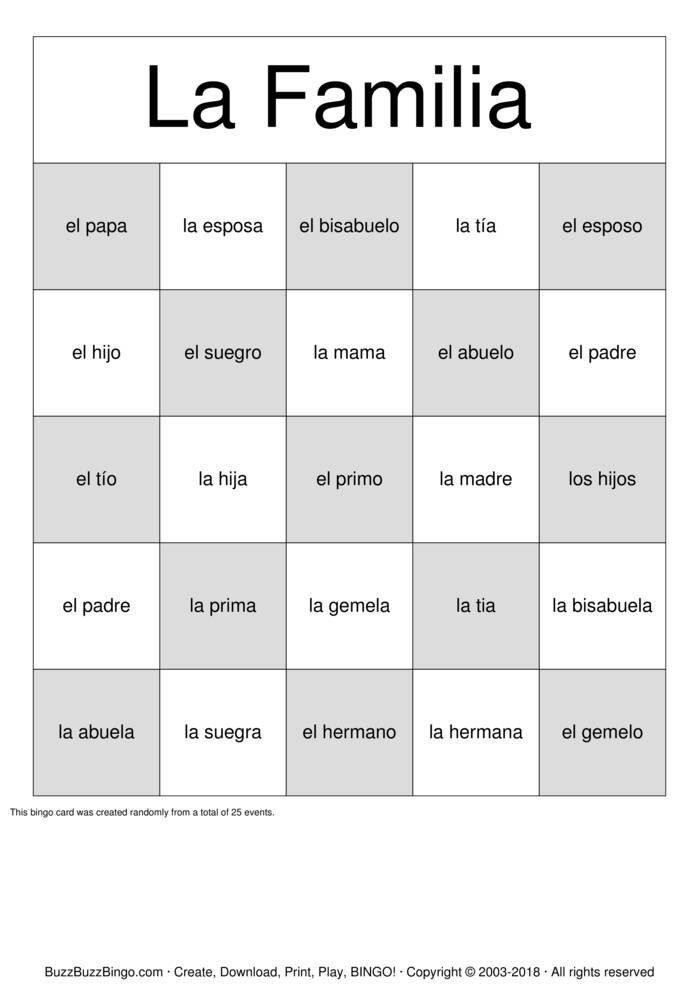 La Familia
el papa la esposa el bisabuelo la tía el esposo
el hijo el suegro la mama el abuelo el padre
el tío la hija el primo la madre los hijos
el padre la prima la gemela la tia la bisabuela
la abuela la suegra el hermano la hermana el gemelo
This bingo card was created randomly from a total of 25 events.
BuzzBuzzBingo.com · Create, Download, Print, Play, BINGO! · Copyright © 2003-2018 · All rights reserved